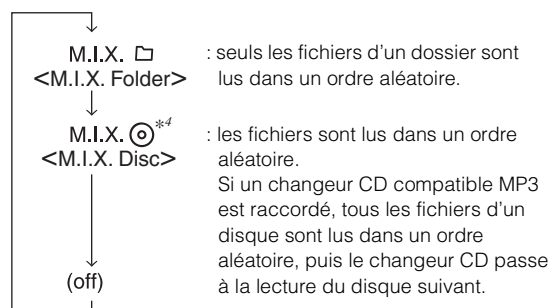 M.I.X. : seuls les fichiers d'un dossier sont
<M.I.X. Folder> lus dans un ordre aléatoire.
M.I.X. *4 : les fichiers sont lus dans un ordre
<M.I.X. Disc> aléatoire.
Si un changeur CD compatible MP3
est raccordé, tous les fichiers d'un
disque sont lus dans un ordre
aléatoire, puis le changeur CD passe
(off) à la lecture du disque suivant.